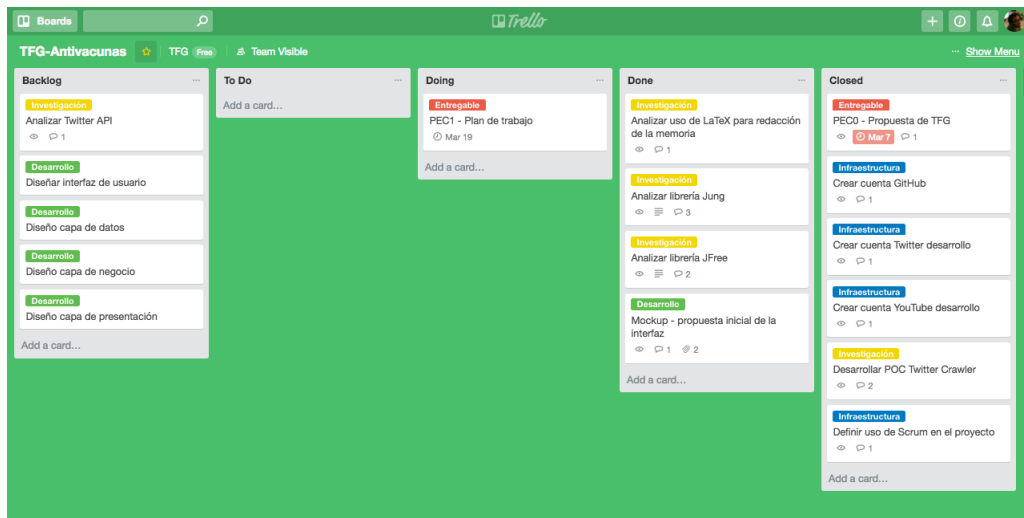 Boards
Trello
TFG-Antivacunas
TFG Free
Team Visible
... Show Menu
Backlog
Investigación
Analizar Twitter API
1
Desarrollo
Diseñar interfaz de usuario
Desarrollo
Diseño capa de datos
Desarrollo
Diseño capa de negocio
Desarrollo
Diseño capa de presentación
Add a card...
To Do
Add a card...
Doing
Entregable
PEC1 - Plan de trabajo
Mar 19
Add a card...
Done
Investigación
Analizar uso de LaTeX para redacción
de la memoria
1
Investigación
Analizar librería Jung
3
Investigación
Analizar librería JFree
2
Desarrollo
Mockup - propuesta inicial de la
interfaz
1 2
Add a card...
Closed
Entregable
PEC0 - Propuesta de TFG
Mar 7 1
Infraestructura
Crear cuenta GitHub
1
Infraestructura
Crear cuenta Twitter desarrollo
1
Infraestructura
Crear cuenta YouTube desarrollo
1
Investigación
Desarrollar POC Twitter Crawler
2
Infraestructura
Definir uso de Scrum en el proyecto
1
Add a card...